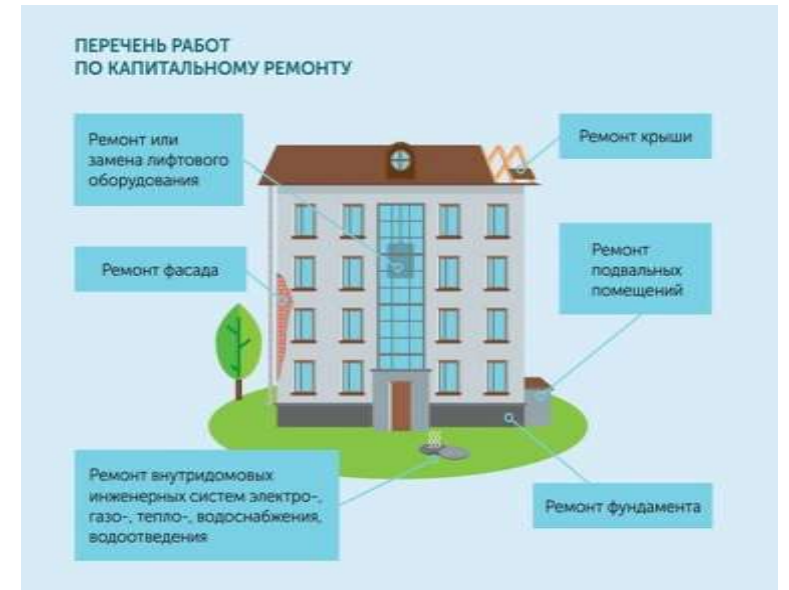 ПЕРЕЧЕНЬ РАБОТ
ПО КАПИТАЛЬНОМУ РЕМОНТУ
Ремонт или
замена лифтового
оборудования
Ремонт крыши
Ремонт фасада
Ремонт
подвальных
помещений
Ремонт внутридомовых
инженерных систем электро-,
газо-, тепло-, водоснабжения,
водоотведения
Ремонт фундамента